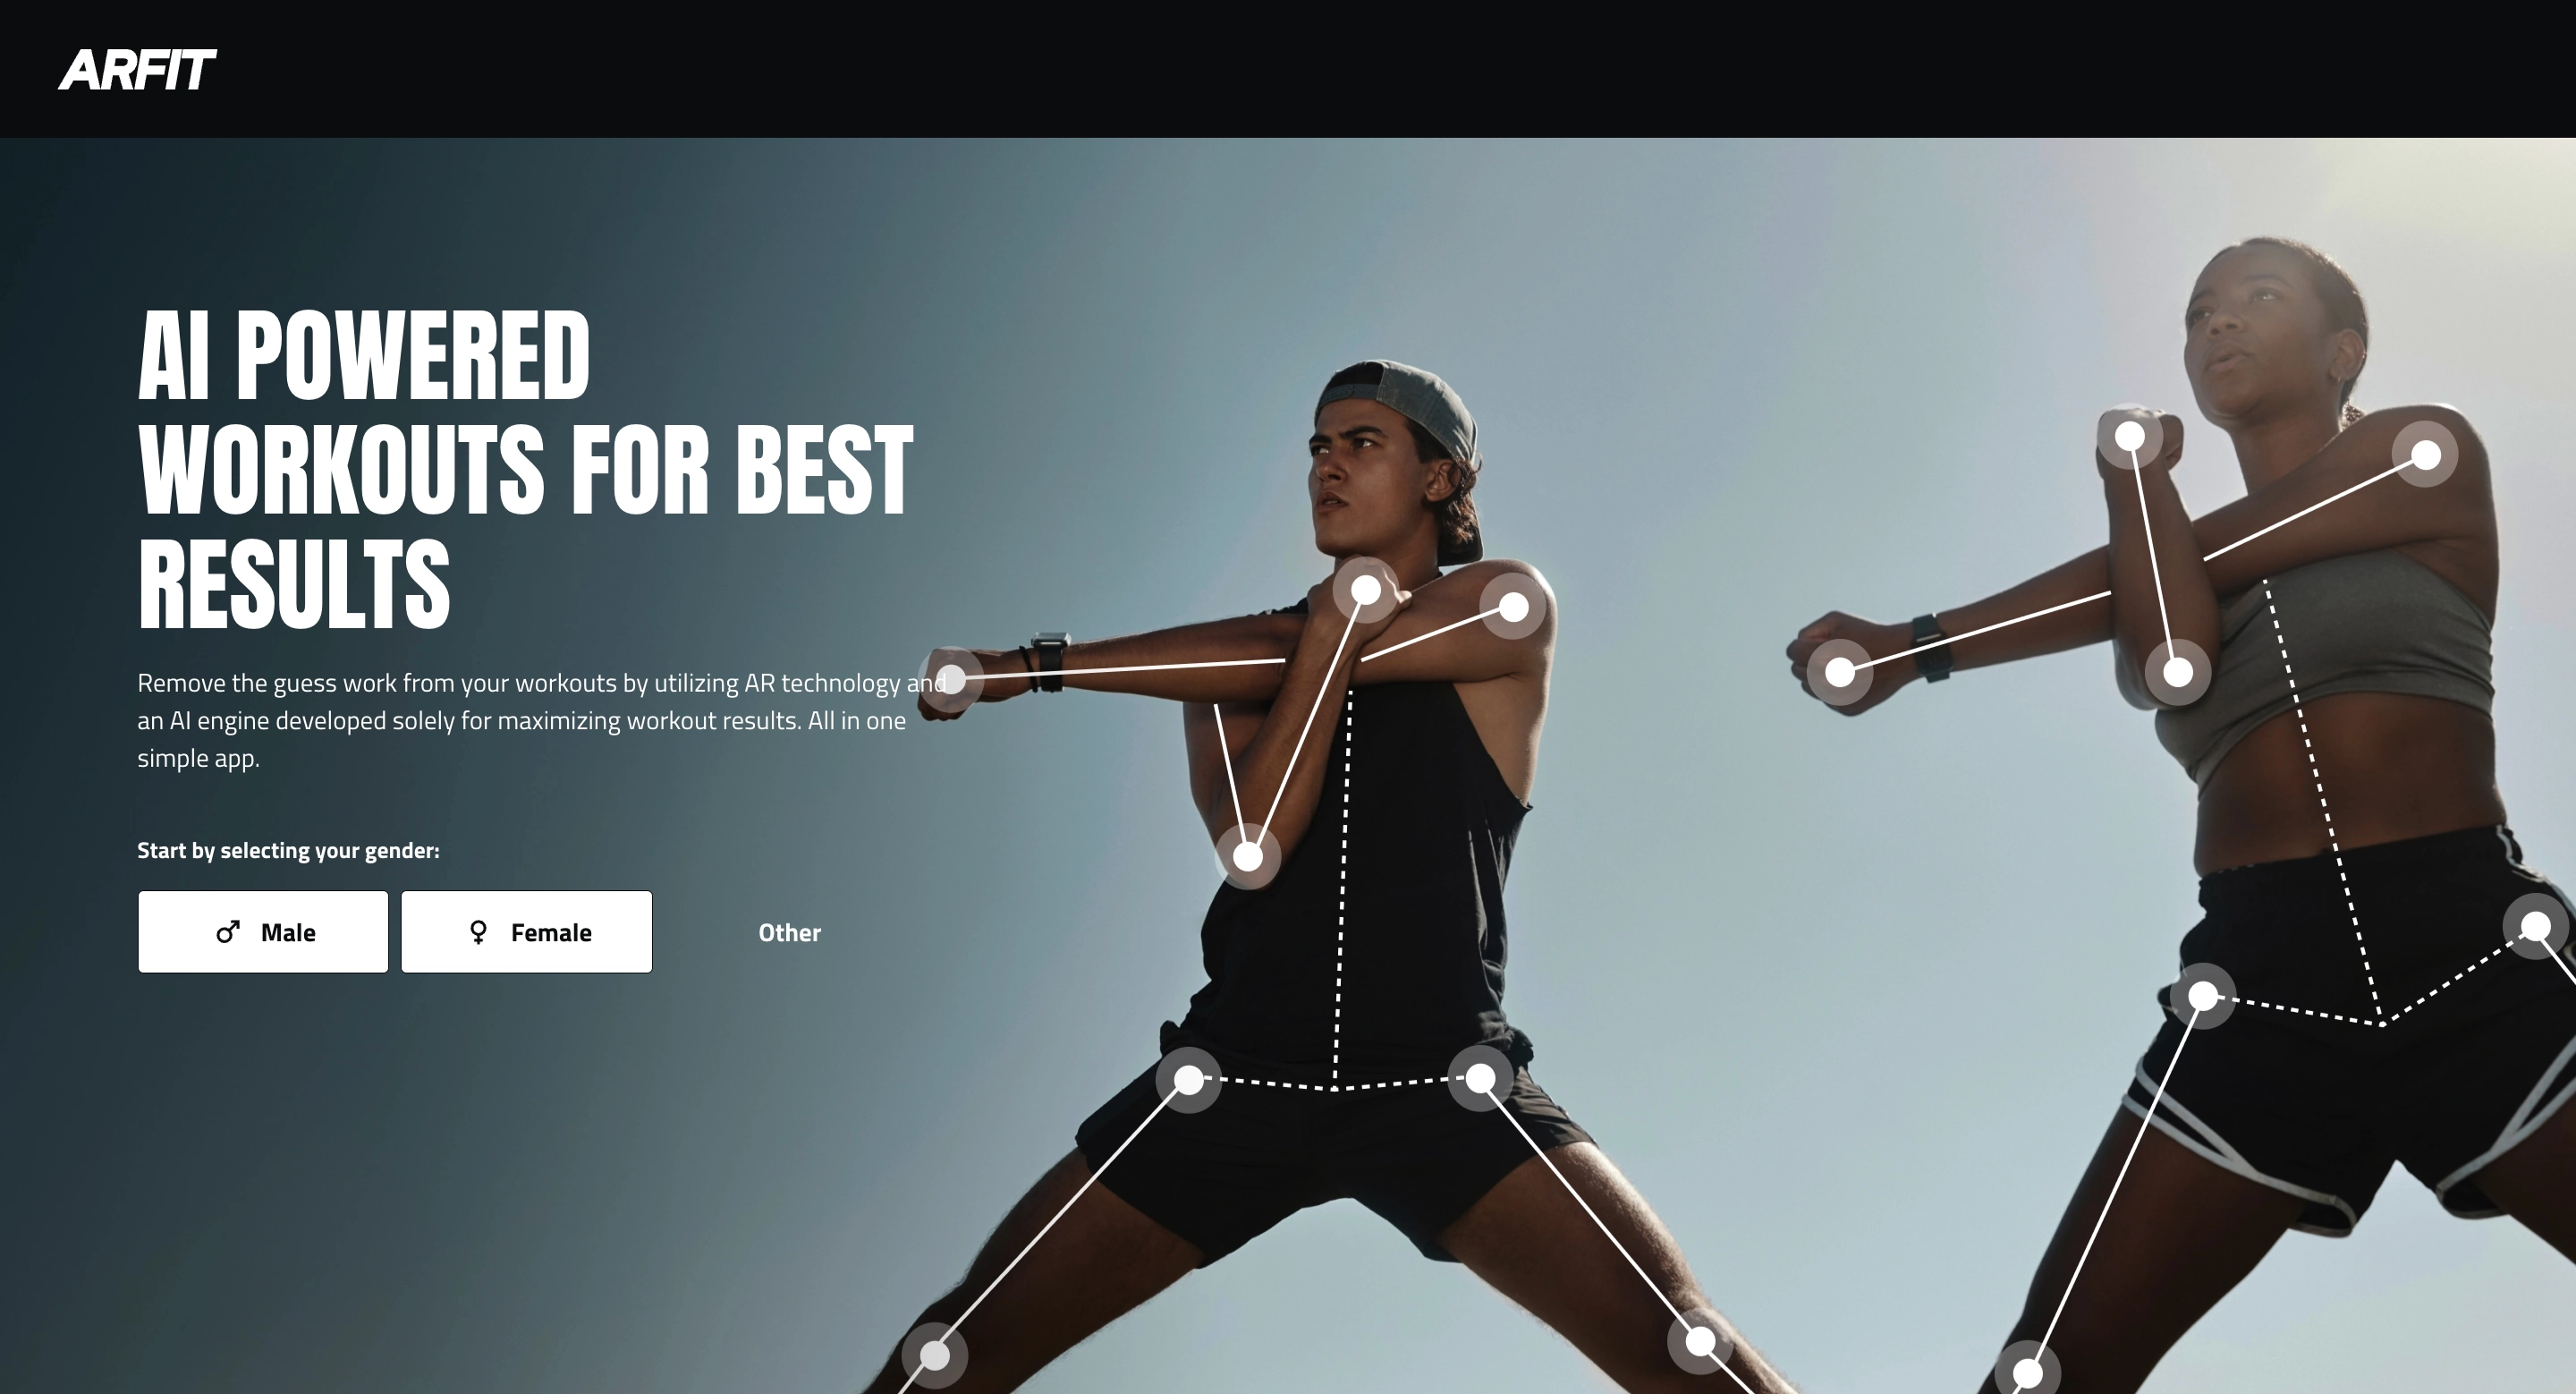 ARFIT
AI POWERED
WORKOUTS FOR BEST
RESULTS
Remove the guess work from your workouts by utilizing AR technology and
an AI engine developed solely for maximizing workout results. All in one
simple app.
Start by selecting your gender:
Male
Female
Other